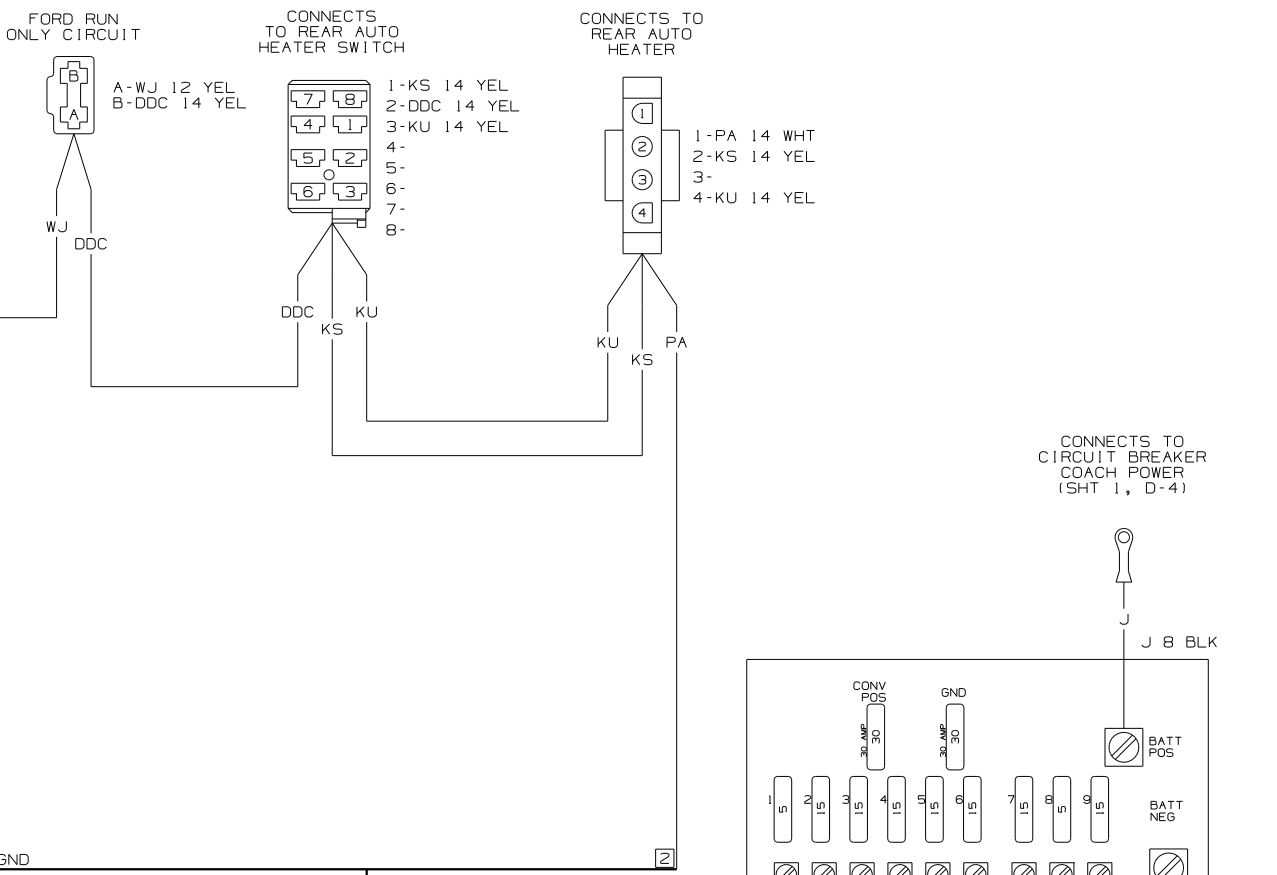 FORD RUN
ONLY CIRCUIT
B
A
A-WJ 12 YEL
B-DDC 14 YEL
WJ
DDC
CONNECTS
TO REAR AUTO
HEATER SWITCH
7 8
4 1
5 2
6 3
1-KS 14 YEL
2-DDC 14 YEL
3-KU 14 YEL
4-
5-
6-
7-
8-
DDC
KS
KU
CONNECTS TO
REAR AUTO
HEATER
1
2
3
4
1-PA 14 WHT
2-KS 14 YEL
3-
4-KU 14 YEL
KU
KS
PA
CONNECTS TO
CIRCUIT BREAKER
COACH POWER
(SHT 1, D-4)
J
J 8 BLK
CONV
POS
GND
30 AMP
30
30 AMP
30
BATT
POS
1 2 3 4 5 6 7 8 9
5 15 15 15 15 15 15 5 15
BATT
NEG
GND
2